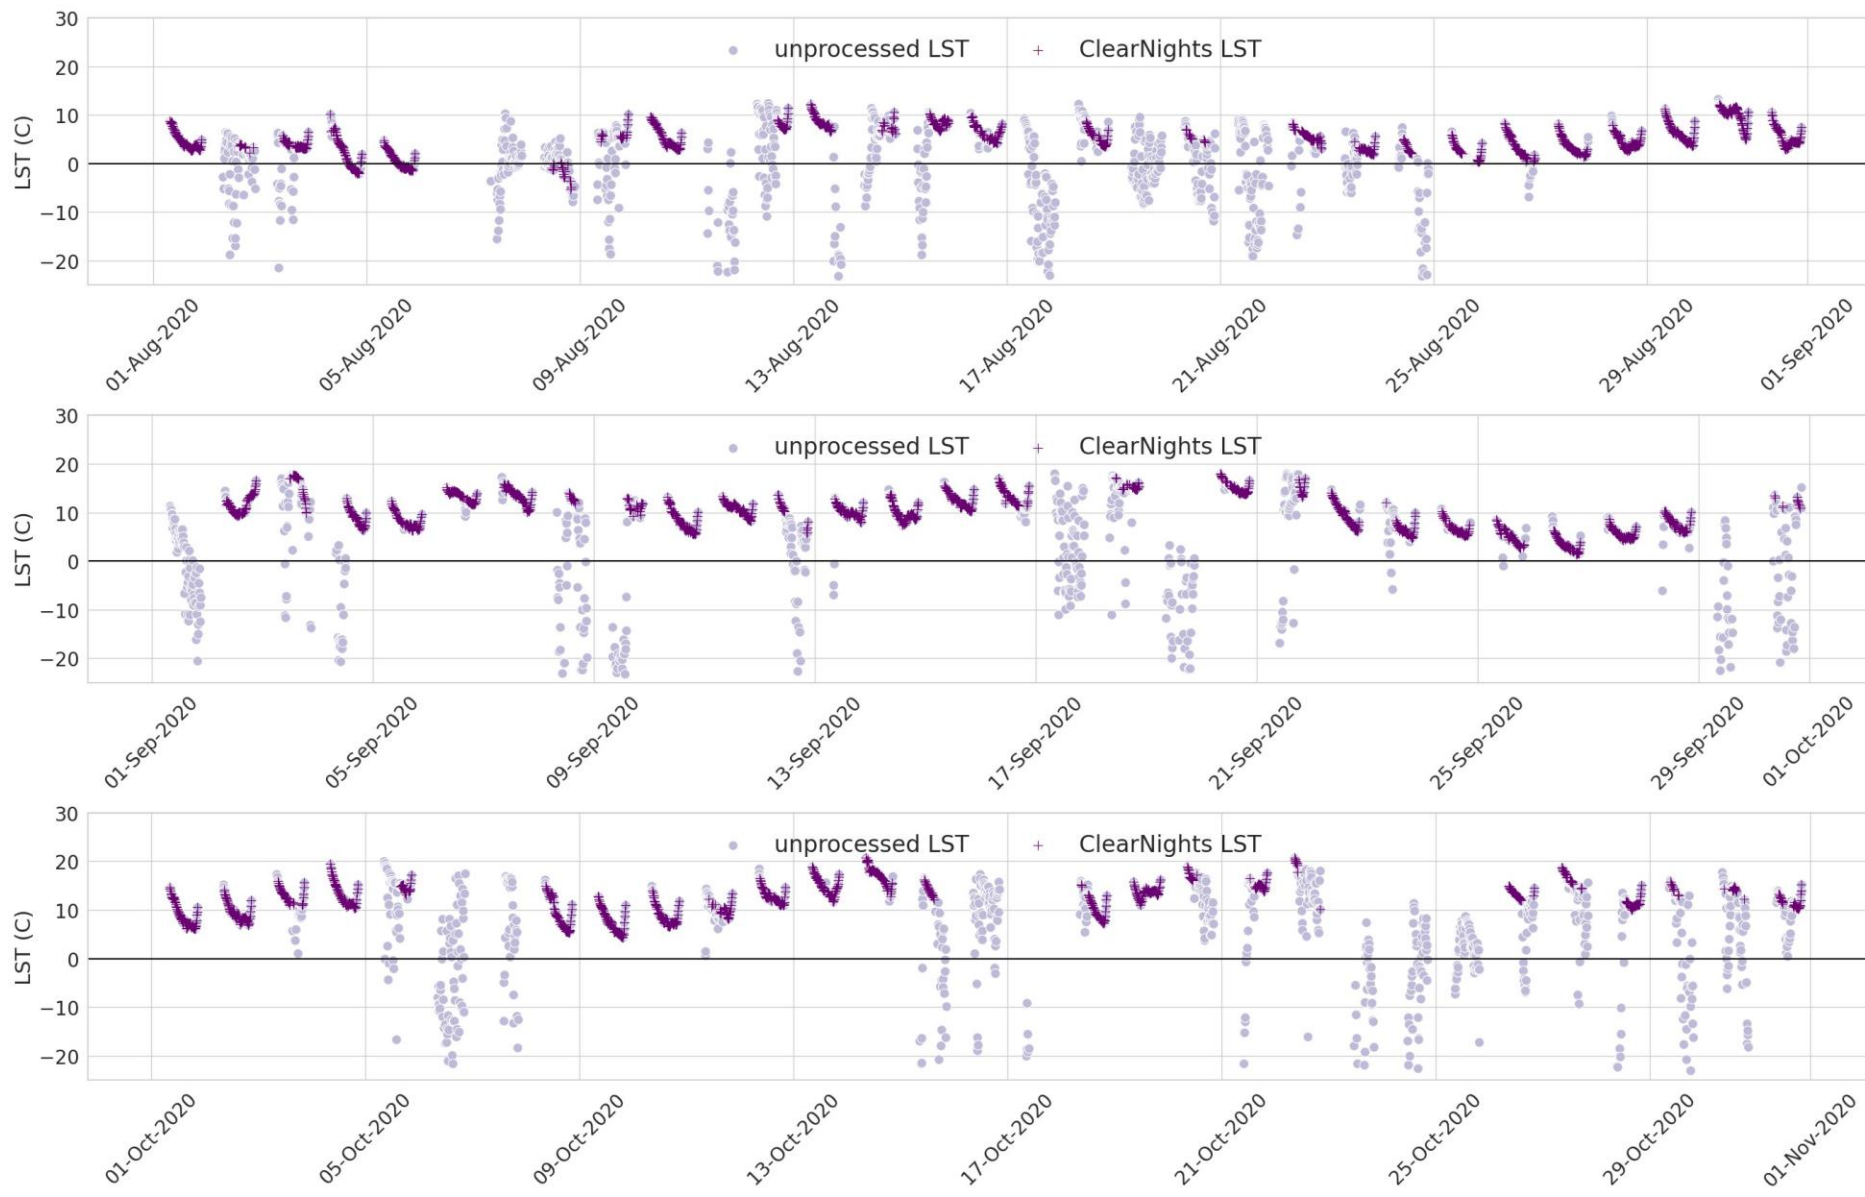 30
unprocessed LST ClearNights LST
20
10
LST (C)
0
−10
−20
01-Aug-2020 05-Aug-2020 09-Aug-2020 13-Aug-2020 17-Aug-2020 21-Aug-2020 25-Aug-2020 29-Aug-2020 01-Sep-2020
30
unprocessed LST ClearNights LST
20
10
LST (C)
0
−10
−20
01-Sep-2020 05-Sep-2020 09-Sep-2020 13-Sep-2020 17-Sep-2020 21-Sep-2020 25-Sep-2020 29-Sep-2020 01-Oct-2020
30
unprocessed LST ClearNights LST
20
10
LST (C)
0
−10
−20
01-Oct-2020 05-Oct-2020 09-Oct-2020 13-Oct-2020 17-Oct-2020 21-Oct-2020 25-Oct-2020 29-Oct-2020 01-Nov-2020